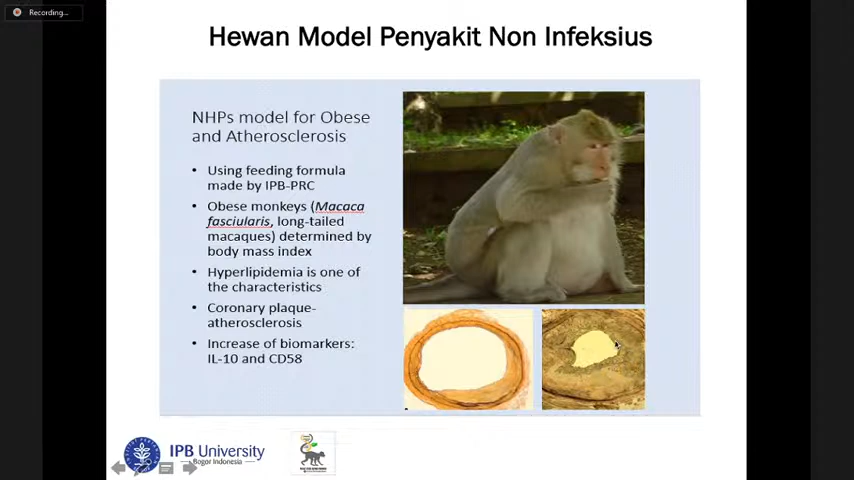 Recording...
Hewan Model Penyakit Non Infeksius
NHPs model for Obese
and Atherosclerosis
• Using feeding formula
made by IPB-PRC
• Obese monkeys (Macaca
fasciularis, long-tailed
macaques) determined by
body mass index
• Hyperlipidemia is one of
the characteristics
• Coronary plaque-
atherosclerosis
• Increase of biomarkers:
IL-10 and CD58
IPB University
Bogor Indonesia